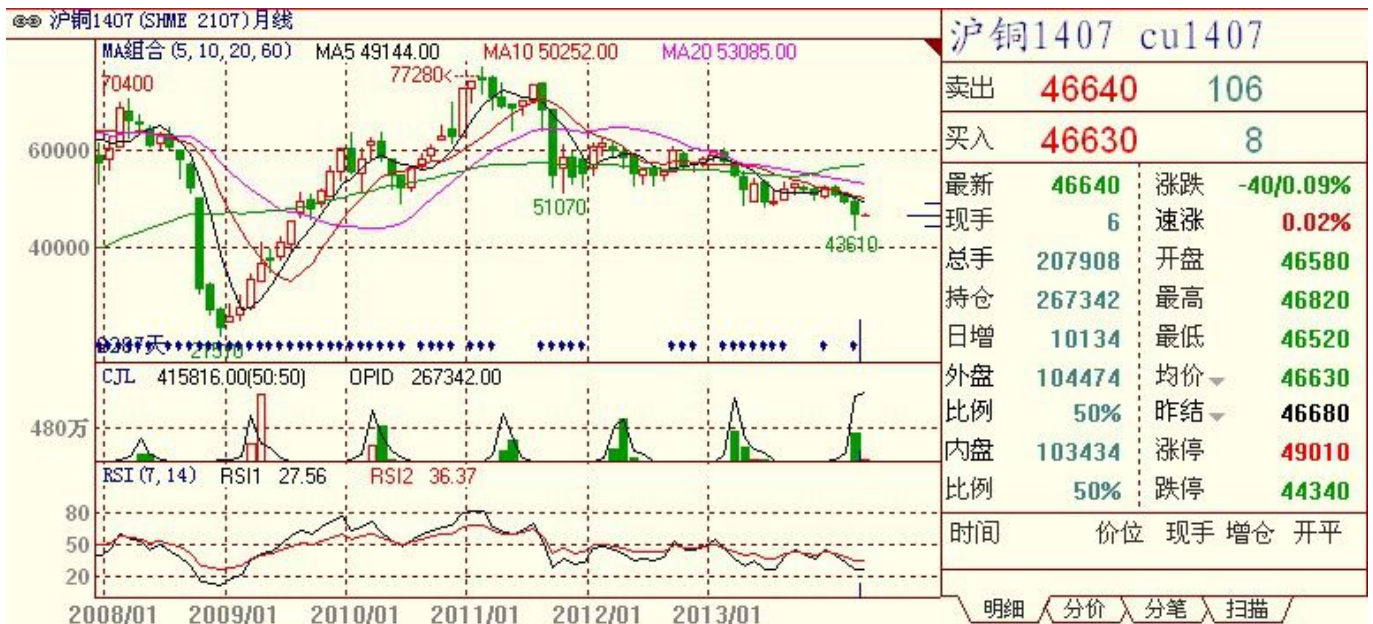 沪铜1407(SHME 2107)月线
MA组合(5,10,20,60) MA5 49144.00 MA10 50252.00 MA20 53085.00
70400
77280
60000
51070
40000
43610
CJL 415816.00(50:50) OPID 267342.00
480万
RSI(7,14) RSI1 27.56 RSI2 36.37
80
50
20
2008/01 2009/01 2010/01 2011/01 2012/01 2013/01
沪铜1407 cu1407
卖出 46640 106
买入 46630 8
最新 46640 涨跌 -40/0.09%
现手 6 速涨 0.02%
总手 207908 开盘 46580
持仓 267342 最高 46820
日增 10134 最低 46520
外盘 104474 均价 46630
比例 50% 昨结 46680
内盘 103434 涨停 49010
比例 50% 跌停 44340
时间 价位 现手 增仓 开平
明细 分价 分笔 扫描